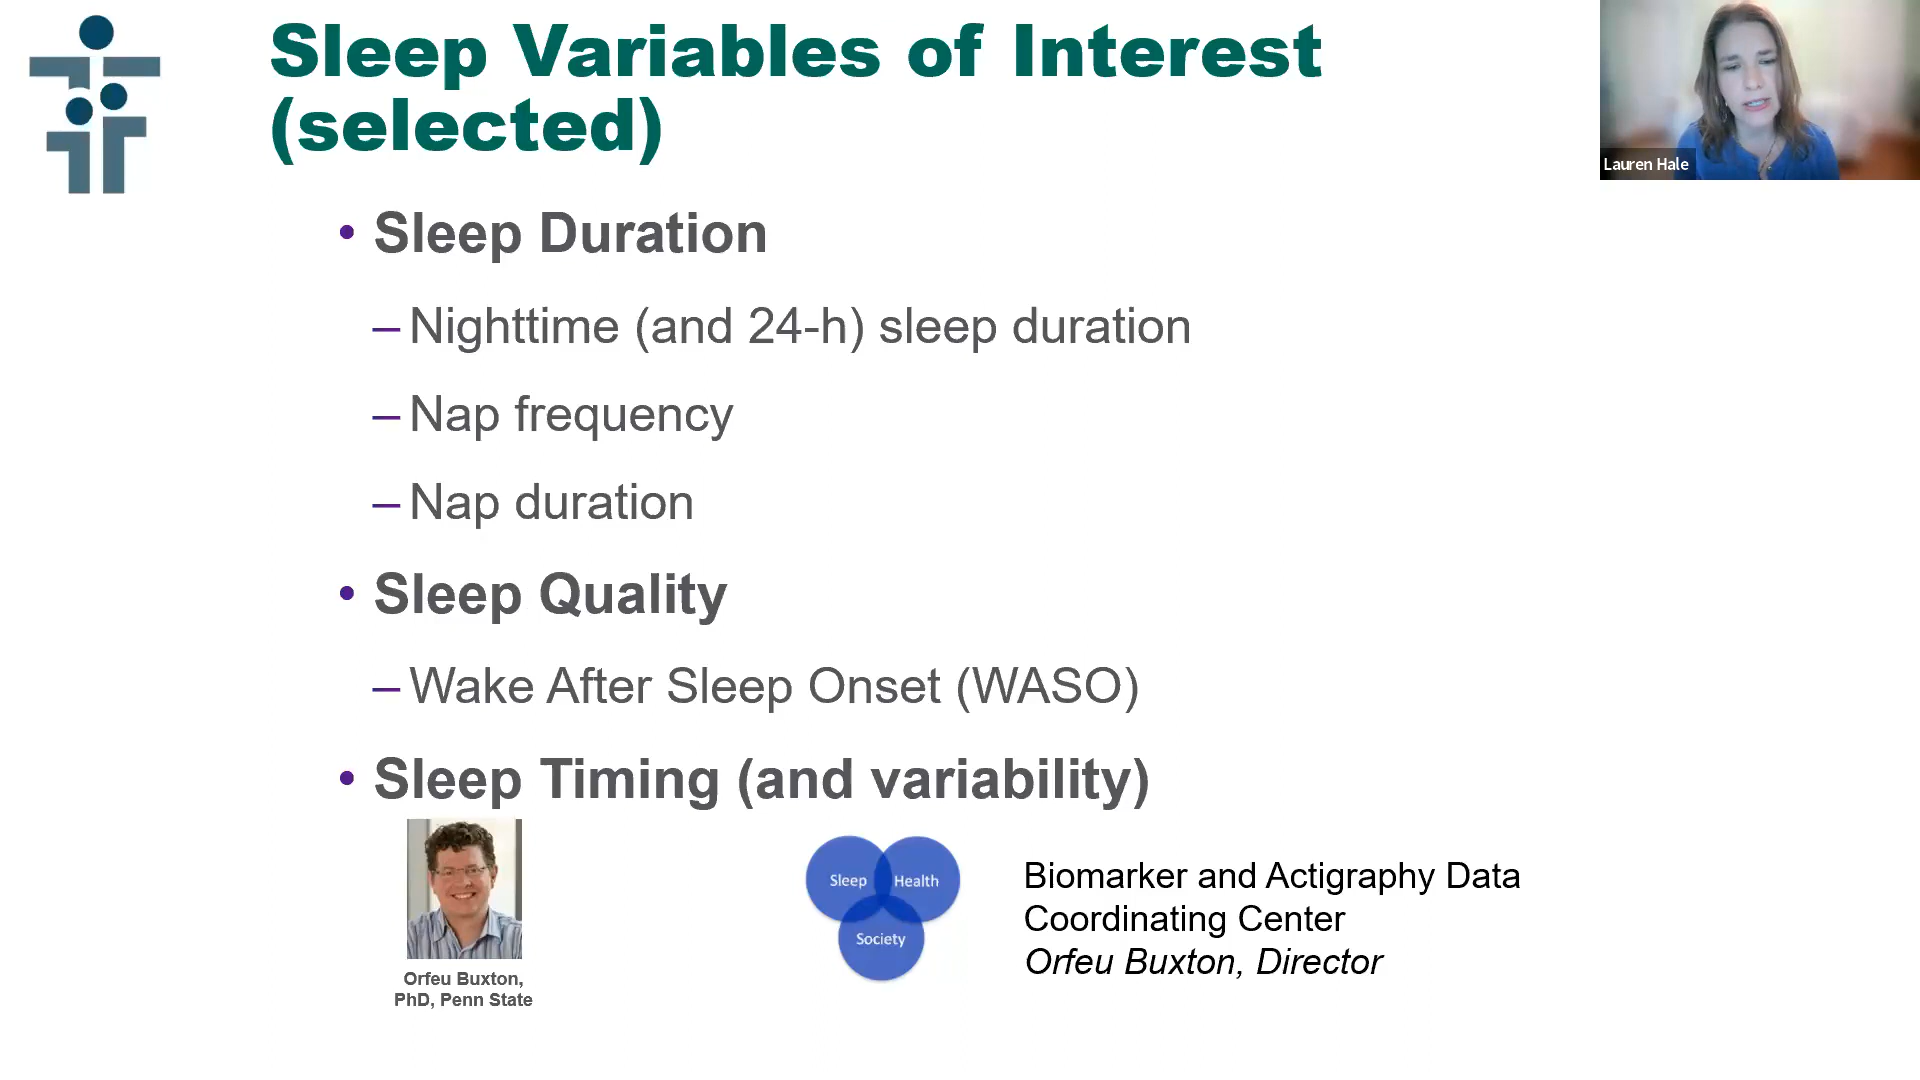 Sleep Variables of Interest
(selected)
Lauren Hale
• Sleep Duration
– Nighttime (and 24-h) sleep duration
– Nap frequency
– Nap duration
• Sleep Quality
– Wake After Sleep Onset (WASO)
• Sleep Timing (and variability)
Orfeu Buxton,
PhD, Penn State
Sleep Health
Society
Biomarker and Actigraphy Data
Coordinating Center
Orfeu Buxton, Director